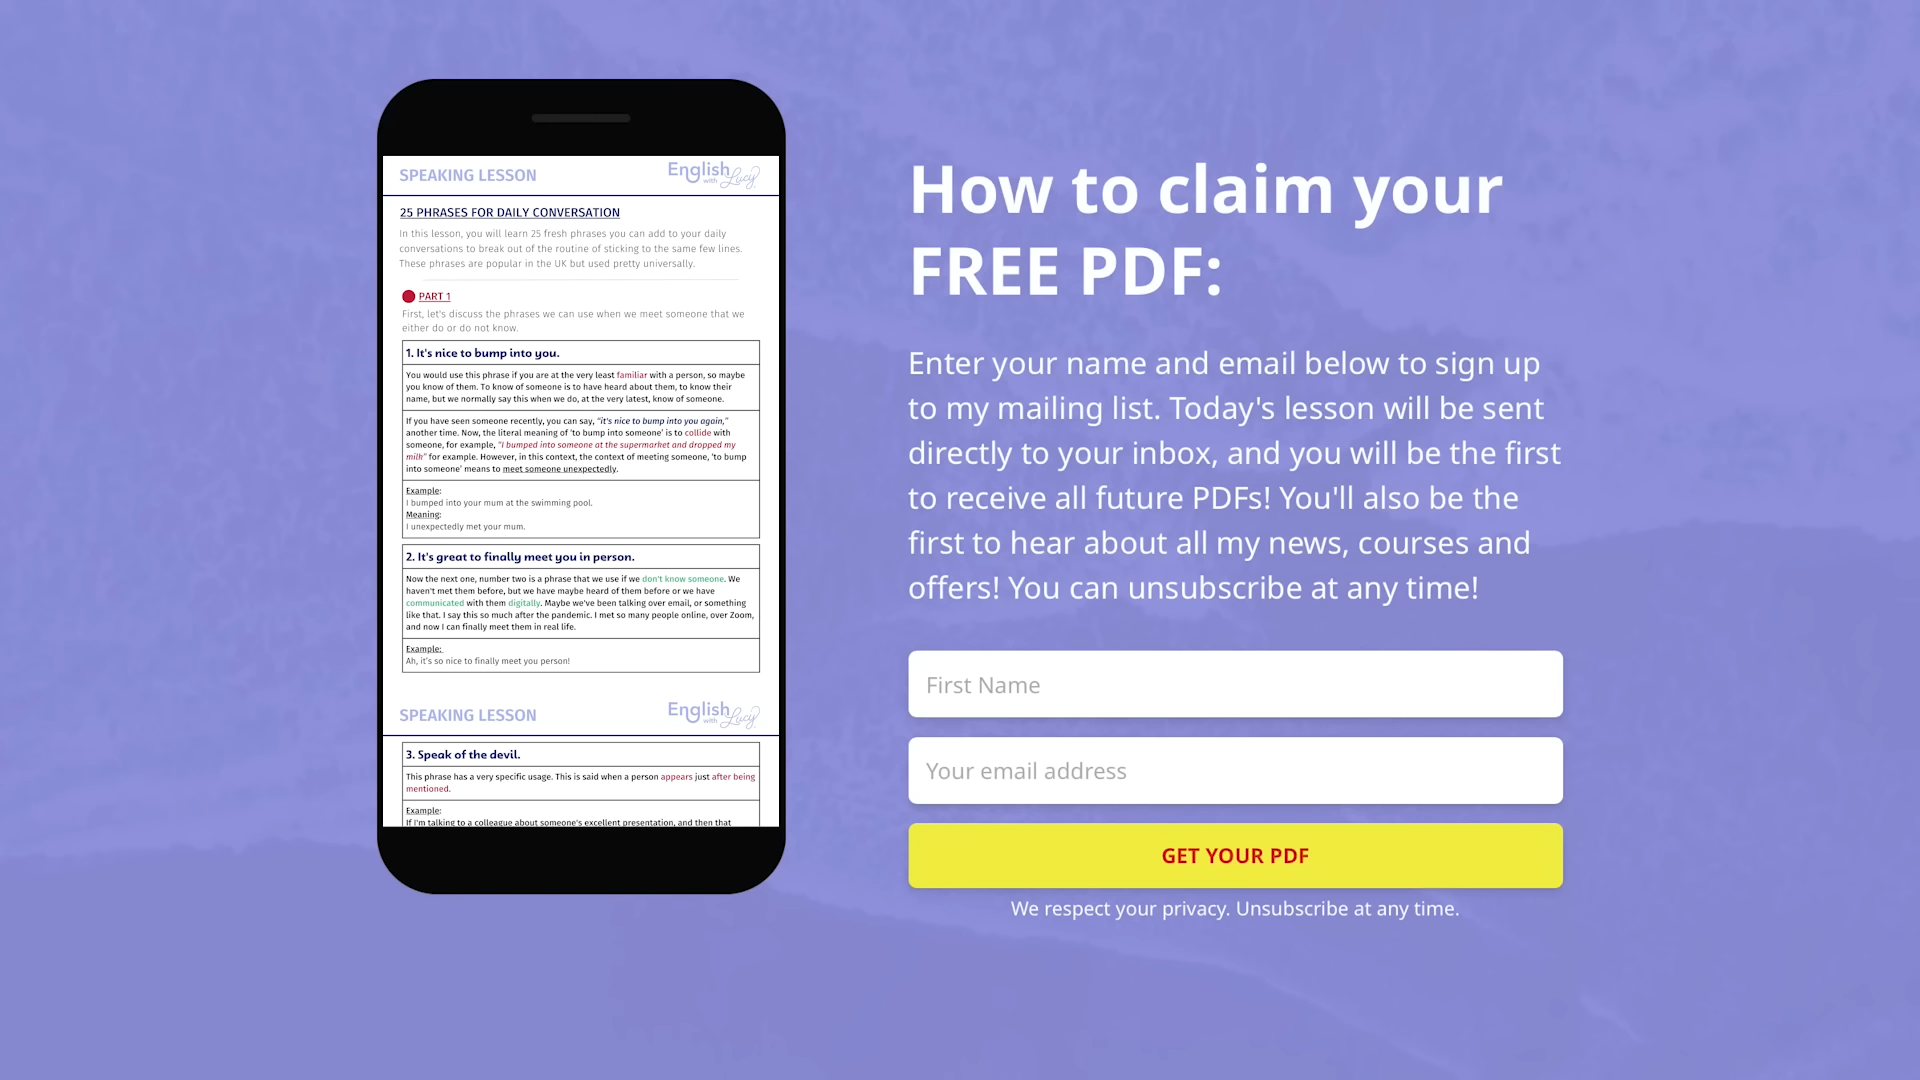 SPEAKING LESSON
English with Lucy
25 PHRASES FOR DAILY CONVERSATION
In this lesson, you will learn 25 fresh phrases you can add to your daily
conversations to break out of the routine of sticking to the same few lines.
These phrases are popular in the UK but used pretty universally.
PART 1
First, let's discuss the phrases we can use when we meet someone that we
either do or do not know.
1. It's nice to bump into you.
You would use this phrase if you are at the very least familiar with a person, so maybe
you know of them. To know of someone is to have heard about them, to know their
name, but we normally say this when we do, at the very latest, know of someone.
If you have seen someone recently, you can say, "it's nice to bump into you again,"
another time. Now, the literal meaning of 'to bump into someone' is to collide with
someone, for example, "I bumped into someone at the supermarket and dropped my
milk" for example. However, in this context, the context of meeting someone, 'to bump
into someone' means to meet someone unexpectedly.
Example:
I bumped into your mum at the swimming pool.
Meaning:
I unexpectedly met your mum.
2. It's great to finally meet you in person.
Now the next one, number two is a phrase that we use if we don't know someone. We
haven't met them before, but we have maybe heard of them before or we have
communicated with them digitally. Maybe we've been talking over email, or something
like that. I say this so much after the pandemic. I met so many people online, over Zoom,
and now I can finally meet them in real life.
Example:
Ah, it's so nice to finally meet you person!
SPEAKING LESSON
English with Lucy
3. Speak of the devil.
This phrase has a very specific usage. This is said when a person appears just after being
mentioned.
Example:
If I'm talking to a colleague about someone's excellent presentation, and then that
How to claim your
FREE PDF:
Enter your name and email below to sign up
to my mailing list. Today's lesson will be sent
directly to your inbox, and you will be the first
to receive all future PDFs! You'll also be the
first to hear about all my news, courses and
offers! You can unsubscribe at any time!
First Name
Your email address
GET YOUR PDF
We respect your privacy. Unsubscribe at any time.